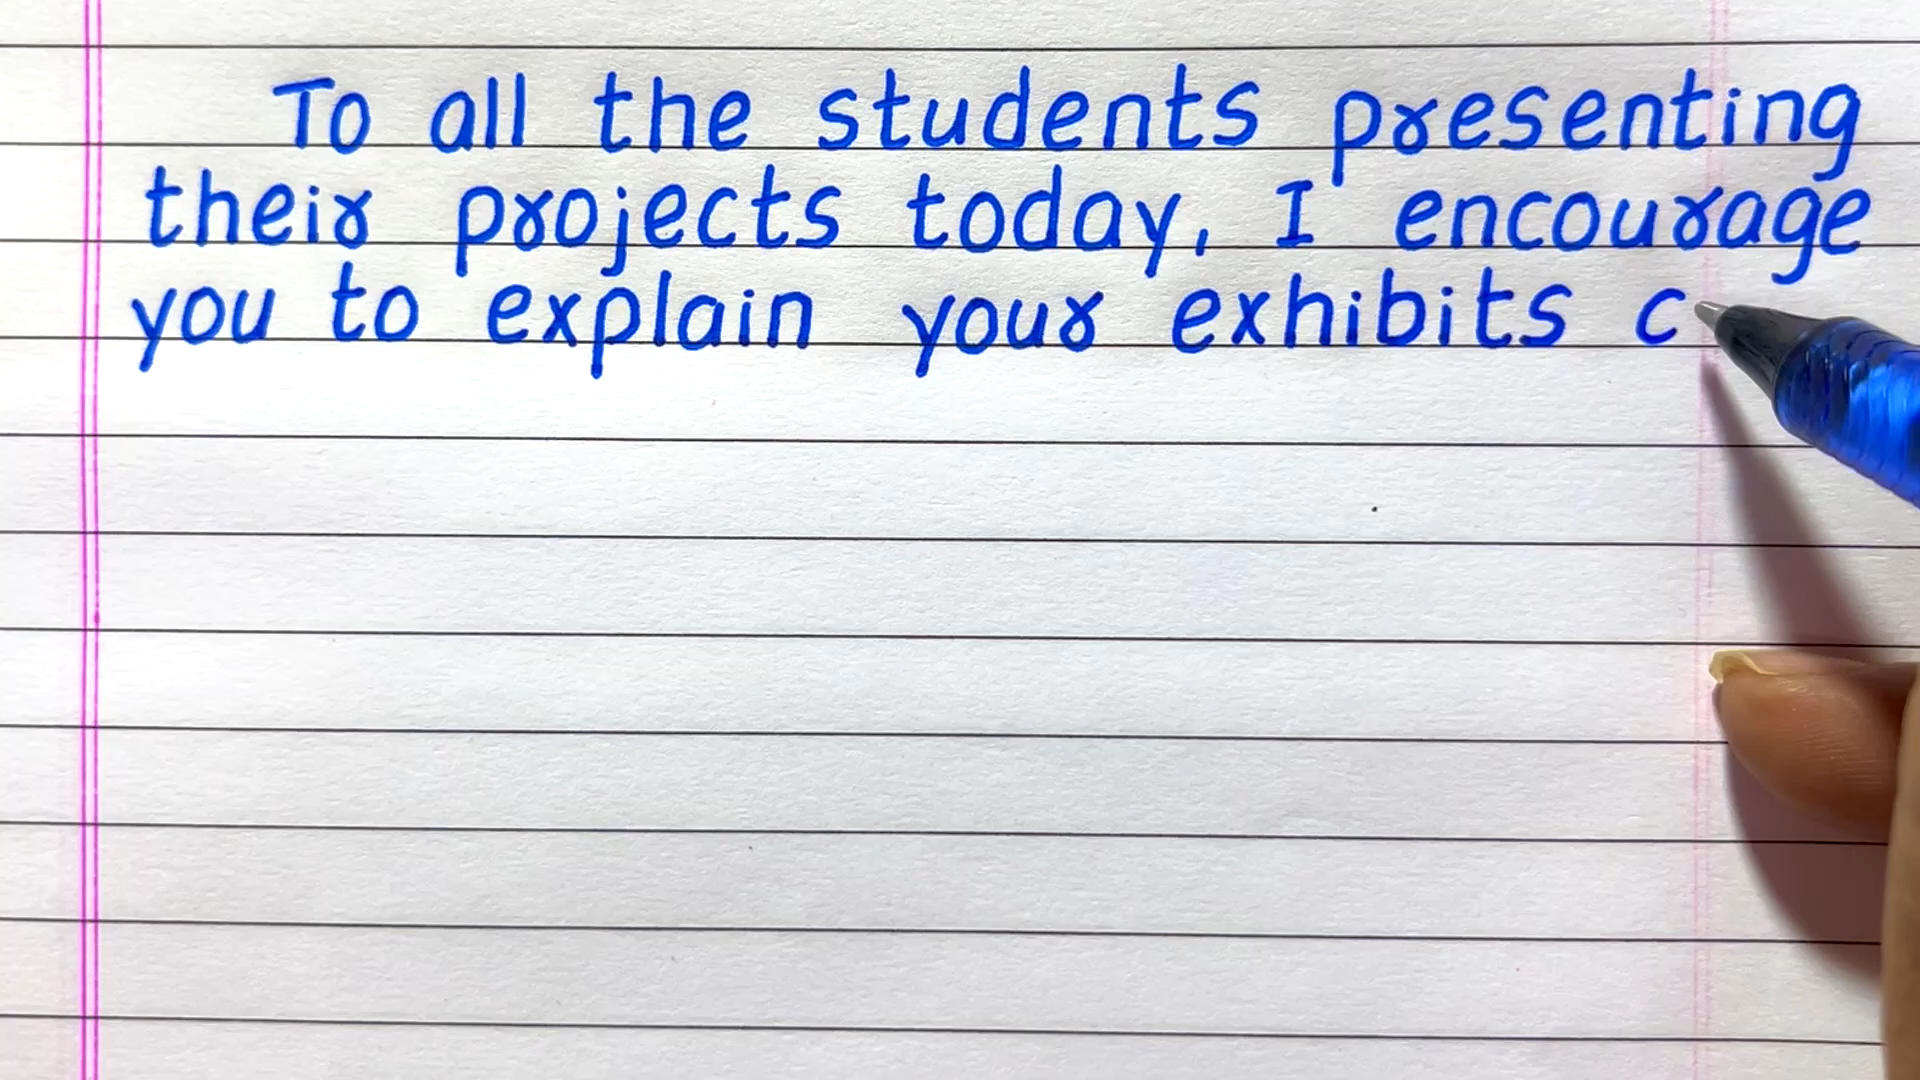 To all the students presenting
their projects today, I encourage
you to explain your exhibits c